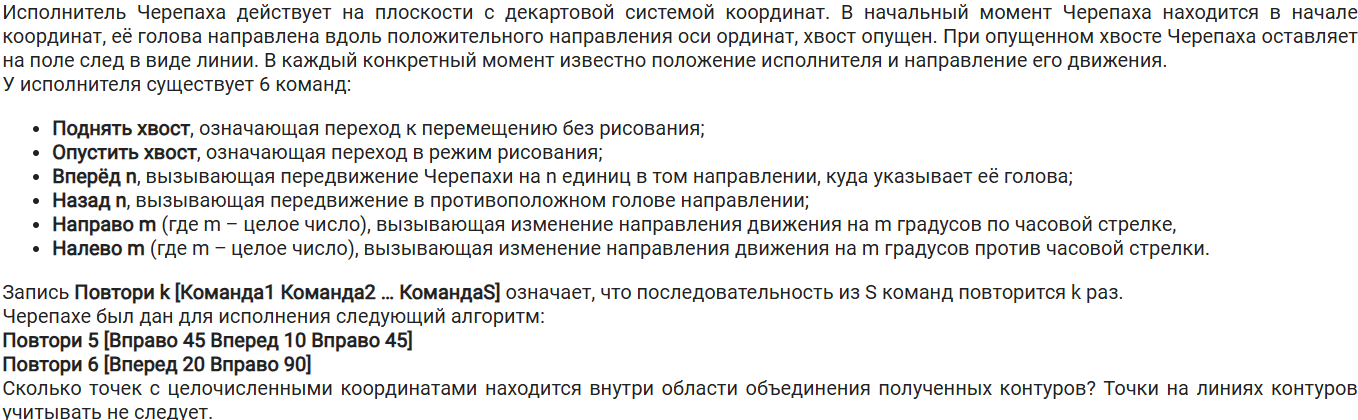 Исполнитель Черепаха действует на плоскости с декартовой системой координат. В начальный момент Черепаха находится в начале
координат, её голова направлена вдоль положительного направления оси ординат, хвост опущен. При опущенном хвосте Черепаха оставляет
на поле след в виде линии. В каждый конкретный момент известно положение исполнителя и направление его движения.
У исполнителя существует 6 команд:
• Поднять хвост, означающая переход к перемещению без рисования;
• Опустить хвост, означающая переход в режим рисования;
• Вперёд n, вызывающая передвижение Черепахи на n единиц в том направлении, куда указывает её голова;
• Назад n, вызывающая передвижение в противоположном голове направлении;
• Направо m (где m – целое число), вызывающая изменение направления движения на m градусов по часовой стрелке,
• Налево m (где m – целое число), вызывающая изменение направления движения на m градусов против часовой стрелки.
Запись Повтори k [Команда1 Команда2 … КомандаS] означает, что последовательность из S команд повторится k раз.
Черепахе был дан для исполнения следующий алгоритм:
Повтори 5 [Вправо 45 Вперед 10 Вправо 45]
Повтори 6 [Вперед 20 Вправо 90]
Сколько точек с целочисленными координатами находится внутри области объединения полученных контуров? Точки на линиях контуров
учитывать не следует.